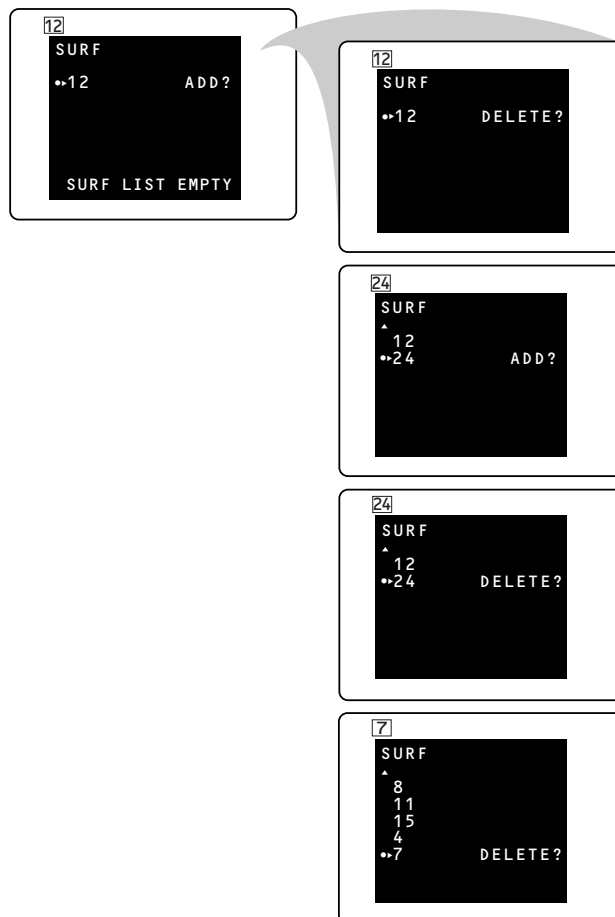 12
SURF
12 ADD?
SURF LIST EMPTY
12
SURF
12 DELETE?
24
SURF
12
24 ADD?
24
SURF
12
24 DELETE?
7
SURF
8
11
15
4
7 DELETE?